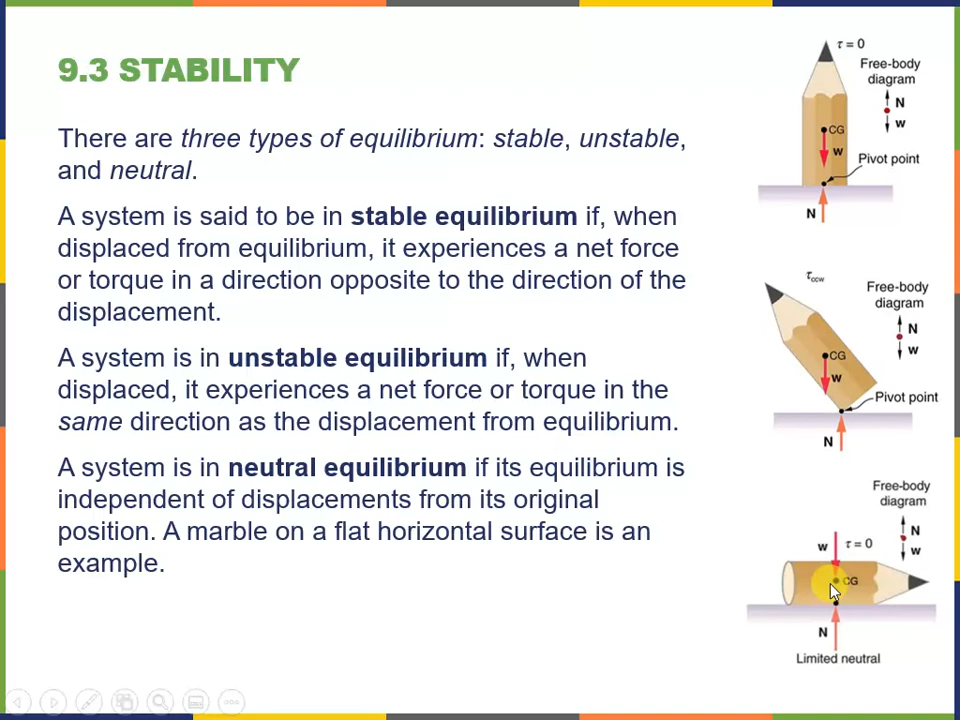 9.3 STABILITY
There are three types of equilibrium: stable, unstable,
and neutral.
A system is said to be in stable equilibrium if, when
displaced from equilibrium, it experiences a net force
or torque in a direction opposite to the direction of the
displacement.
A system is in unstable equilibrium if, when
displaced, it experiences a net force or torque in the
same direction as the displacement from equilibrium.
A system is in neutral equilibrium if its equilibrium is
independent of displacements from its original
position. A marble on a flat horizontal surface is an
example.
τ = 0
Free-body
diagram
N
w
CG
w
Pivot point
N
τccw
Free-body
diagram
N
w
CG
w
Pivot point
N
Free-body
diagram
N
w
w
τ = 0
CG
N
Limited neutral